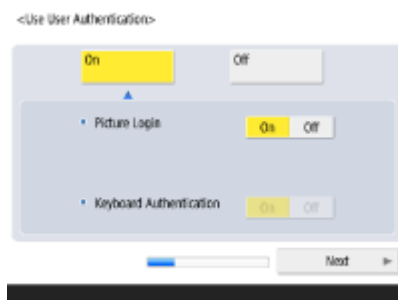 <Use User Authentication>
On
Off
• Picture Login
On Off
• Keyboard Authentication
On Off
Next